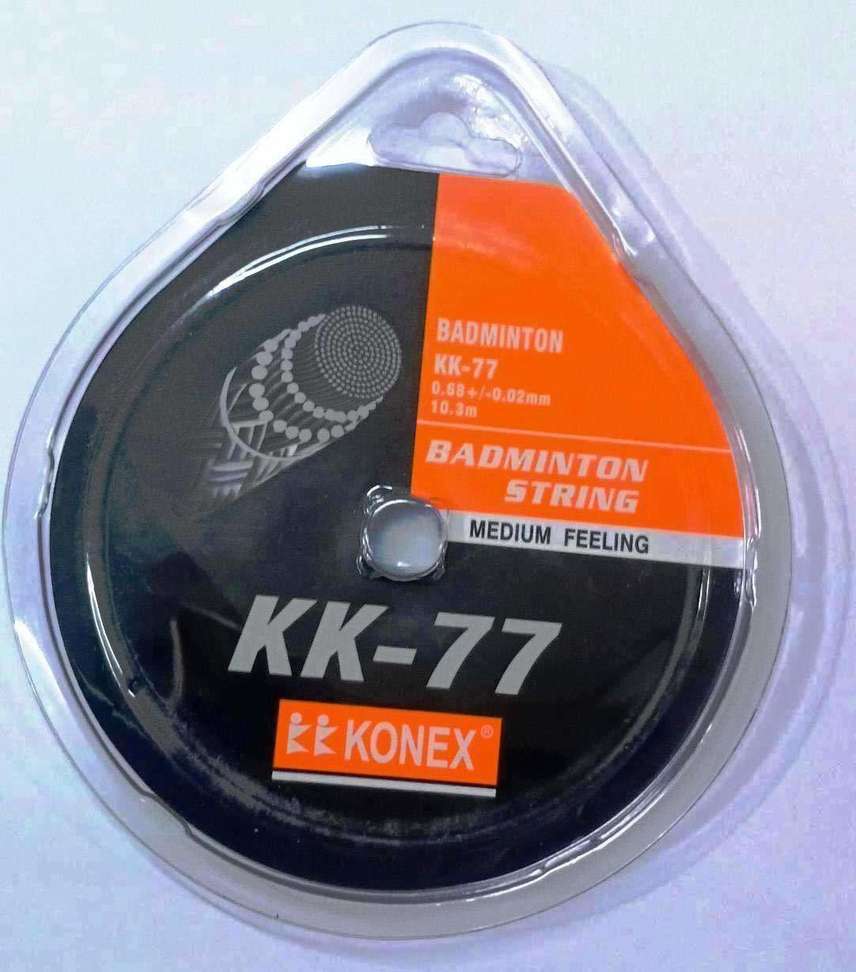 BADMINTON
KK-77
0.68+/-0.02mm
10.3m
BADMINTON
STRING
MEDIUM FEELING
KK-77
KONEX®